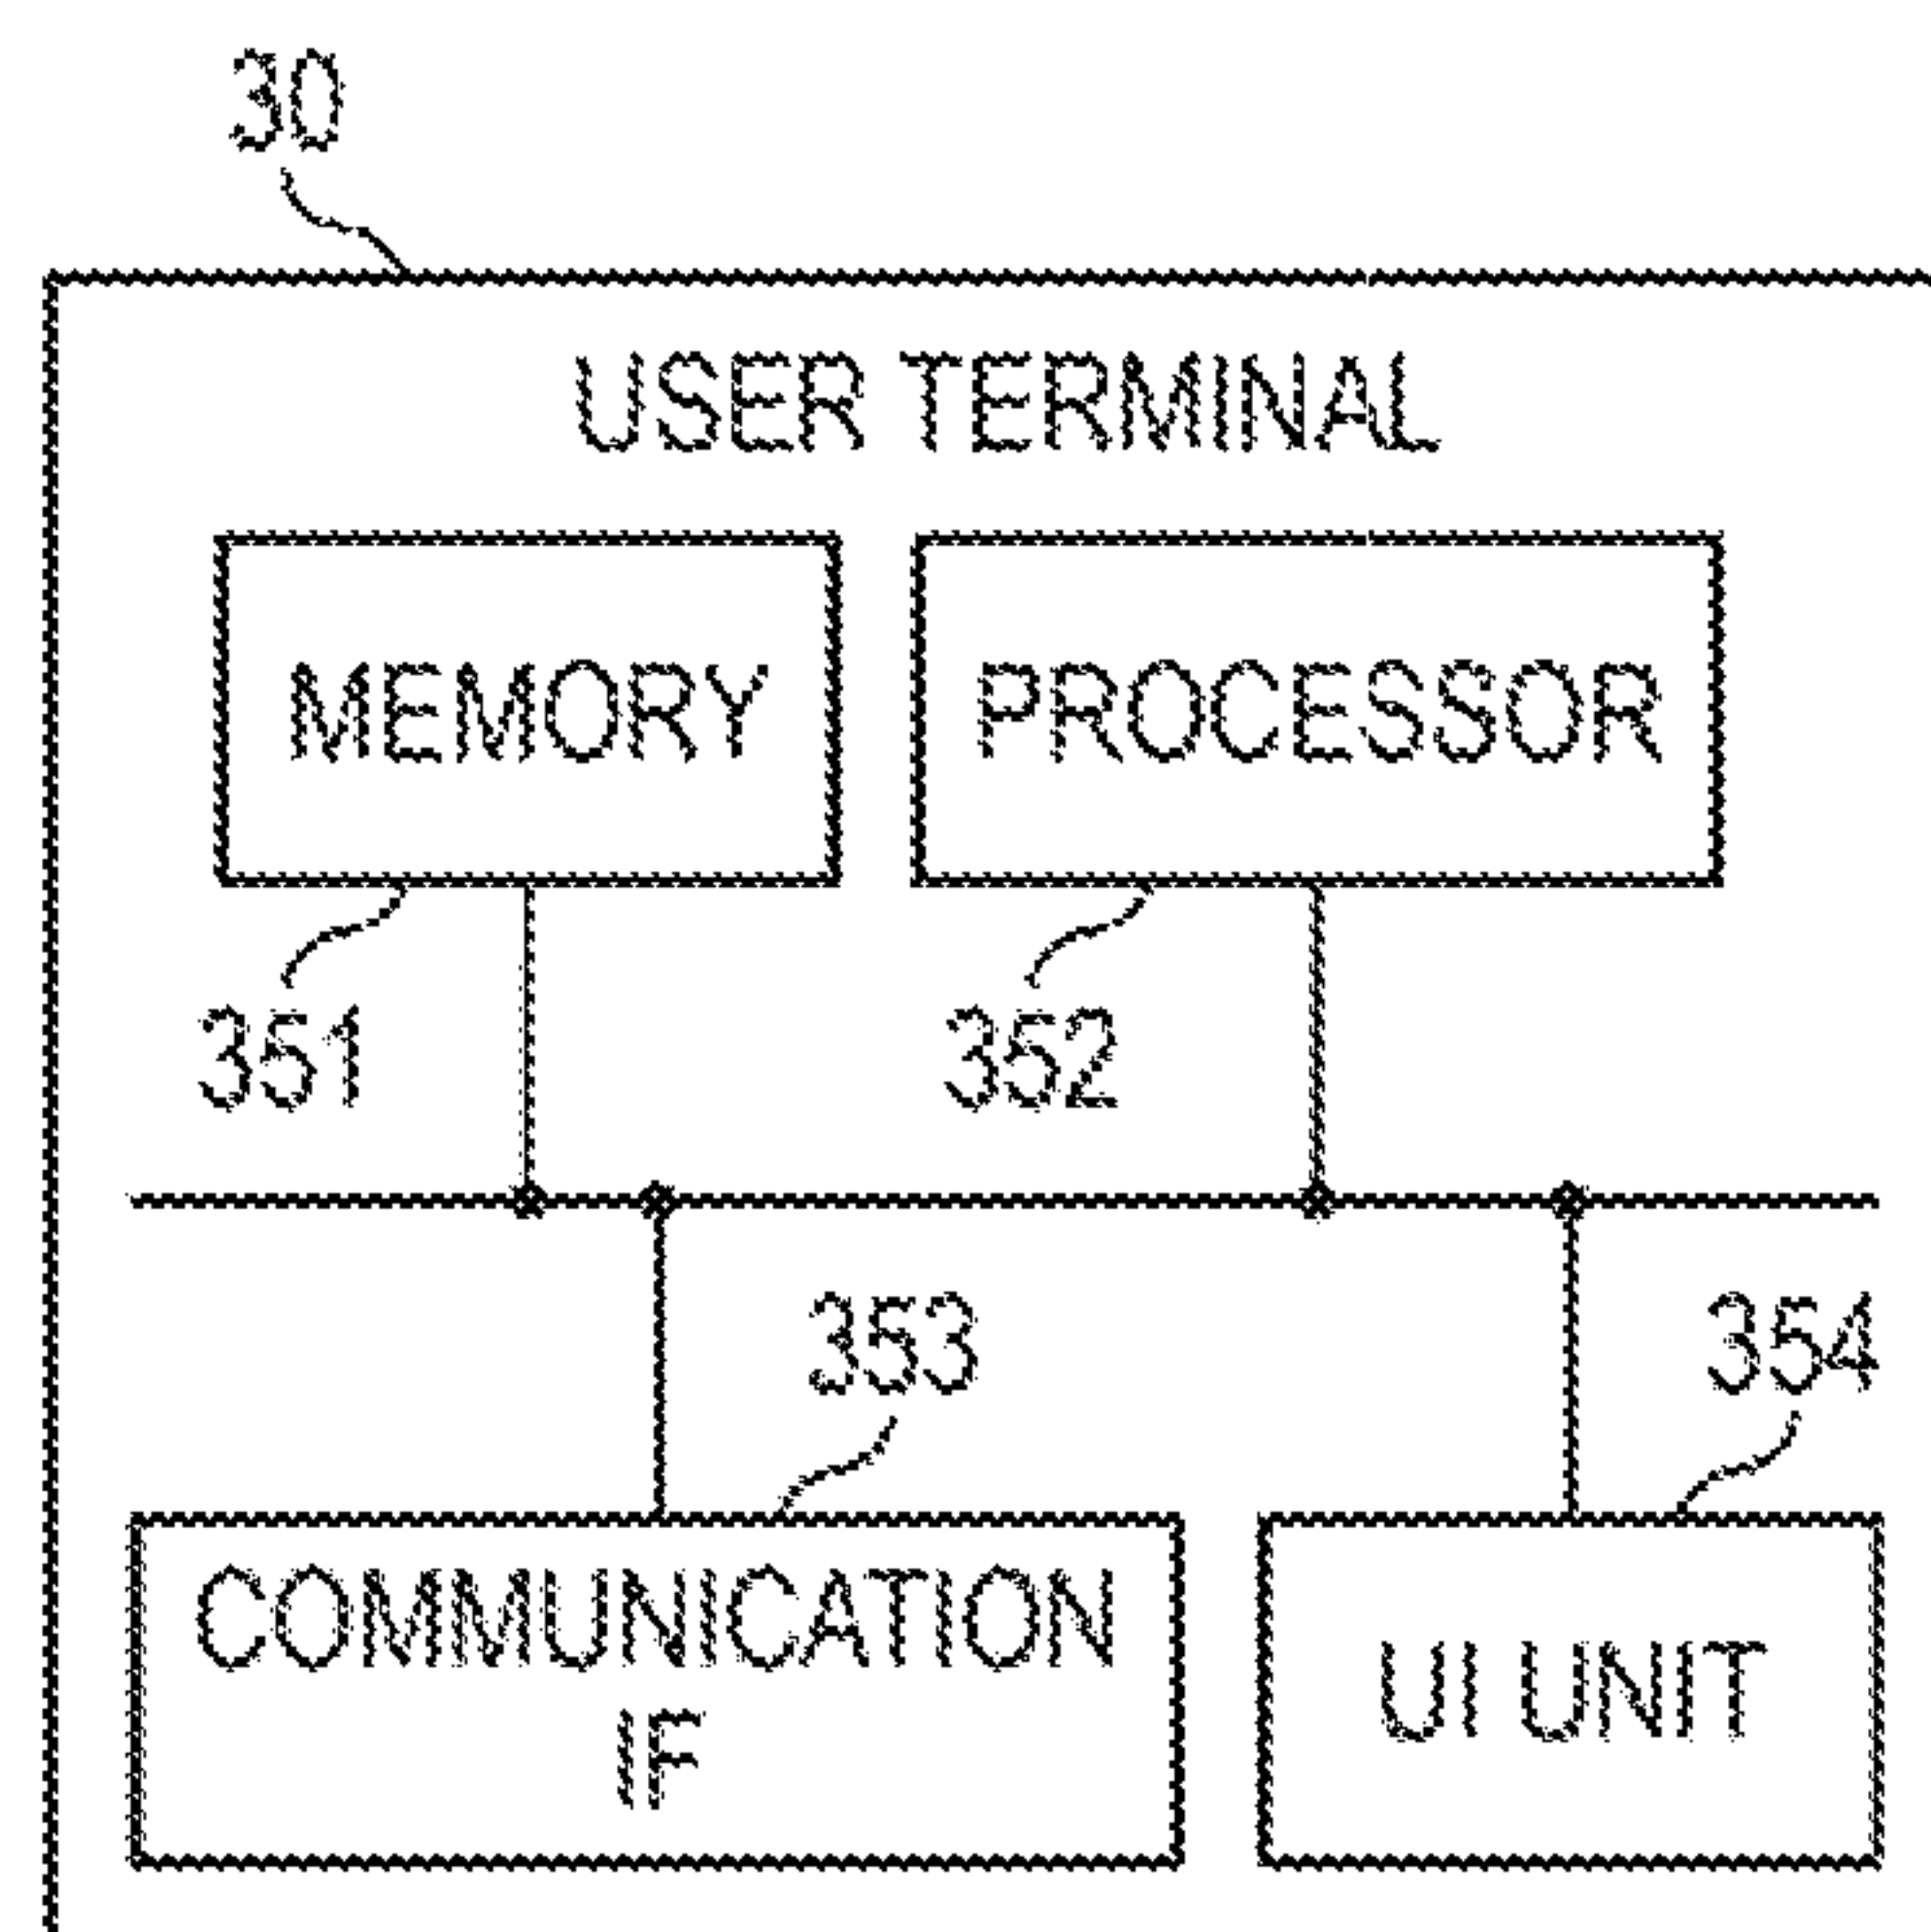 30
USER TERMINAL
MEMORY
PROCESSOR
351
352
353
354
COMMUNICATION
IF
UI UNIT